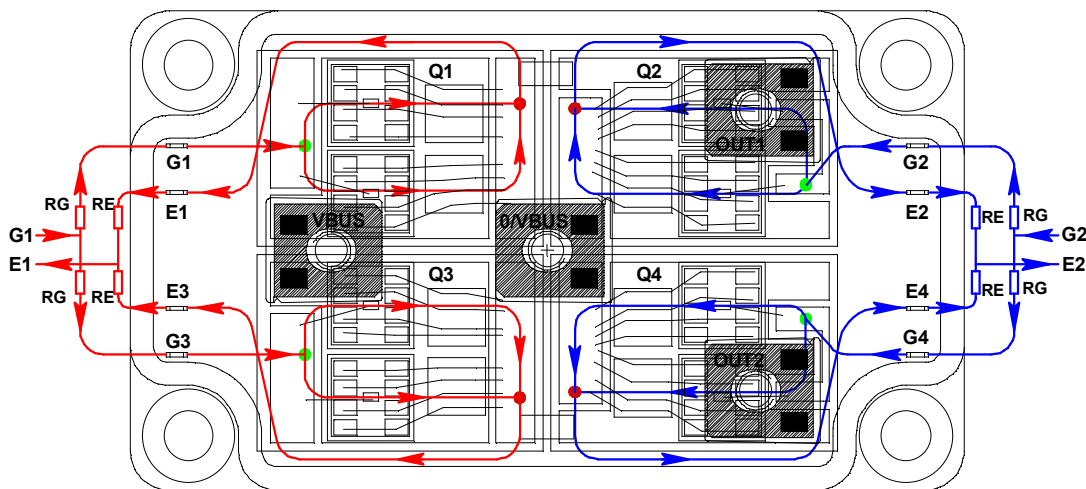 Q1 Q2
OUT1
G1 G2
RG RE E1 VBUS 0/VBUS E2 RE RG
G1 G2
E1 E2
RG RE E3 Q3 Q4 E4 RE RG
G3 OUT2 G4